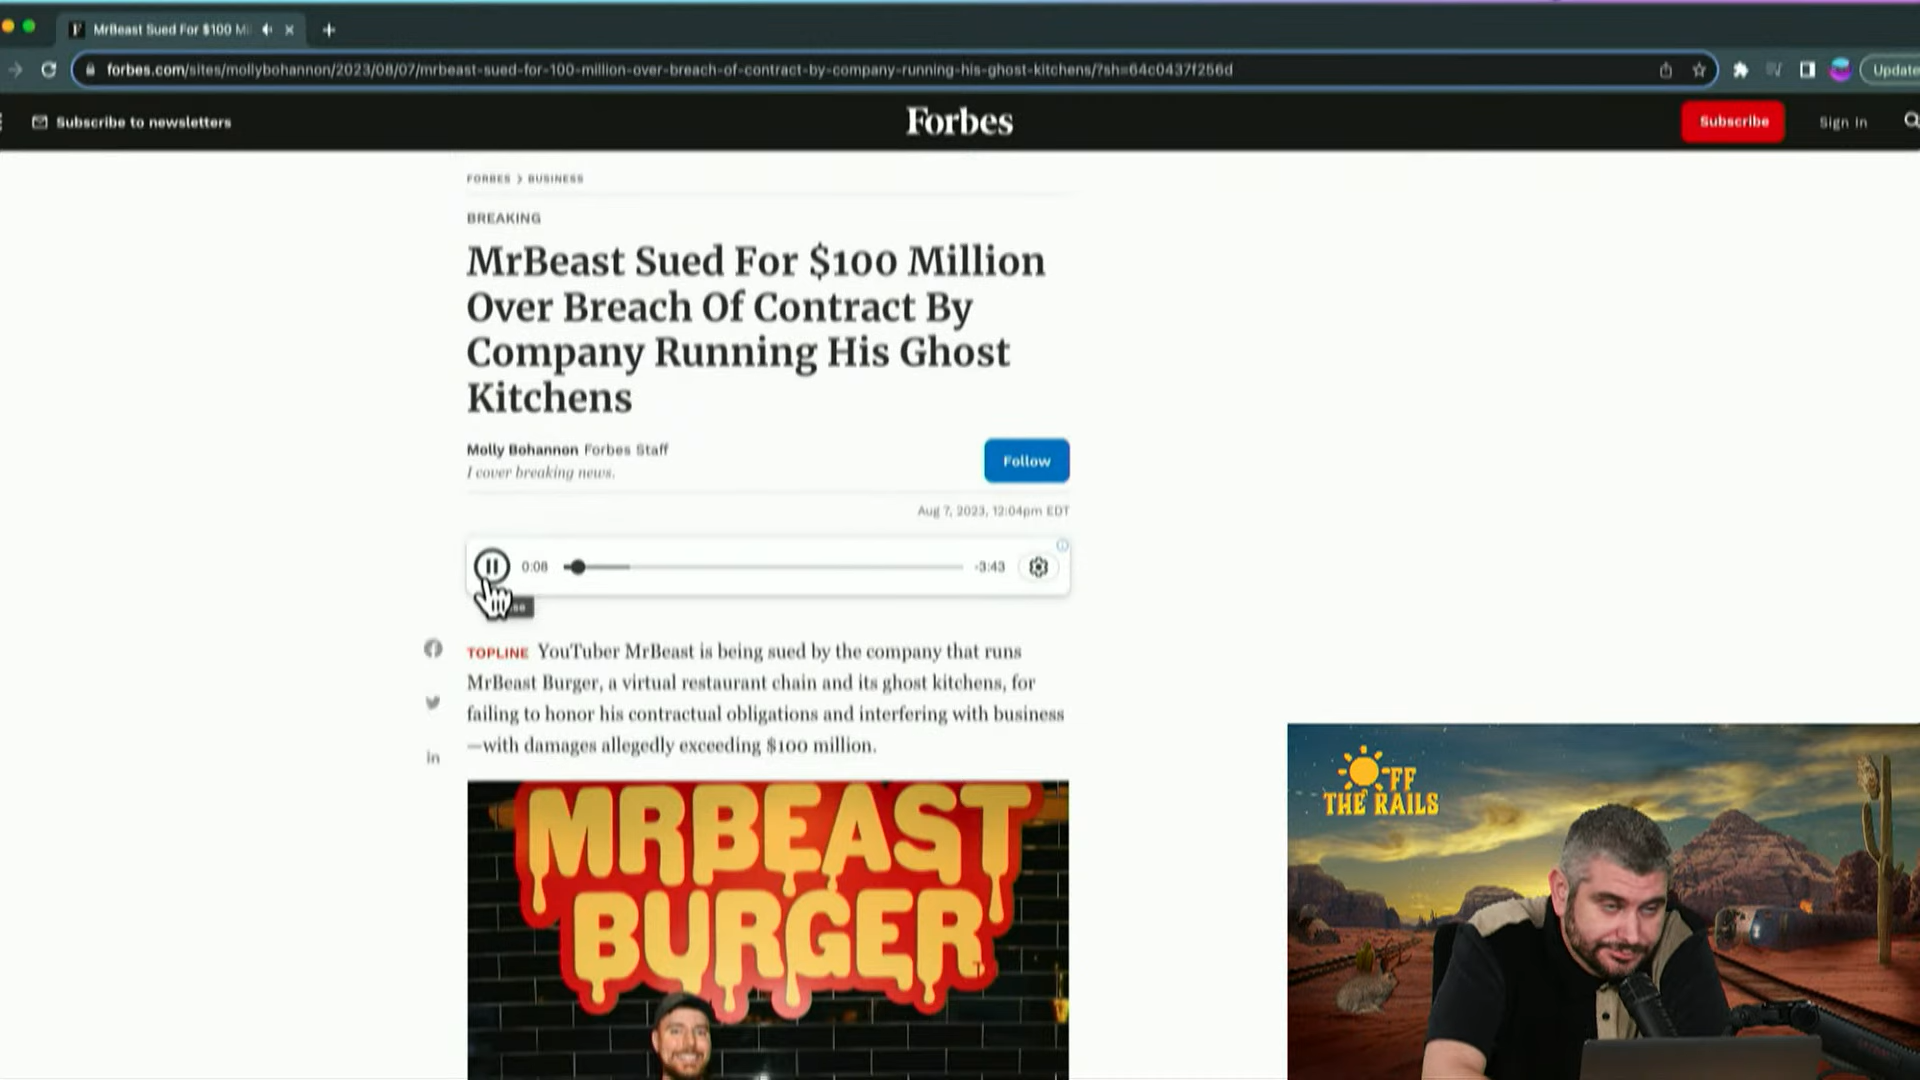 MrBeast Sued For $100 Mi
forbes.com/sites/mollybohannon/2023/08/07/mrbeast-sued-for-100-million-over-breach-of-contract-by-company-running-his-ghost-kitchens/?sh=64c0437f256d
Update
Subscribe to newsletters
Forbes
Subscribe
Sign In
FORBES > BUSINESS
BREAKING
MrBeast Sued For $100 Million
Over Breach Of Contract By
Company Running His Ghost
Kitchens
Molly Bohannon Forbes Staff
I cover breaking news.
Follow
Aug 7, 2023, 12:04pm EDT
0:08
-3:43
TOPLINE YouTuber MrBeast is being sued by the company that runs
MrBeast Burger, a virtual restaurant chain and its ghost kitchens, for
failing to honor his contractual obligations and interfering with business
—with damages allegedly exceeding $100 million.
in
MRBEAST
BURGER
OFF
THE RAILS